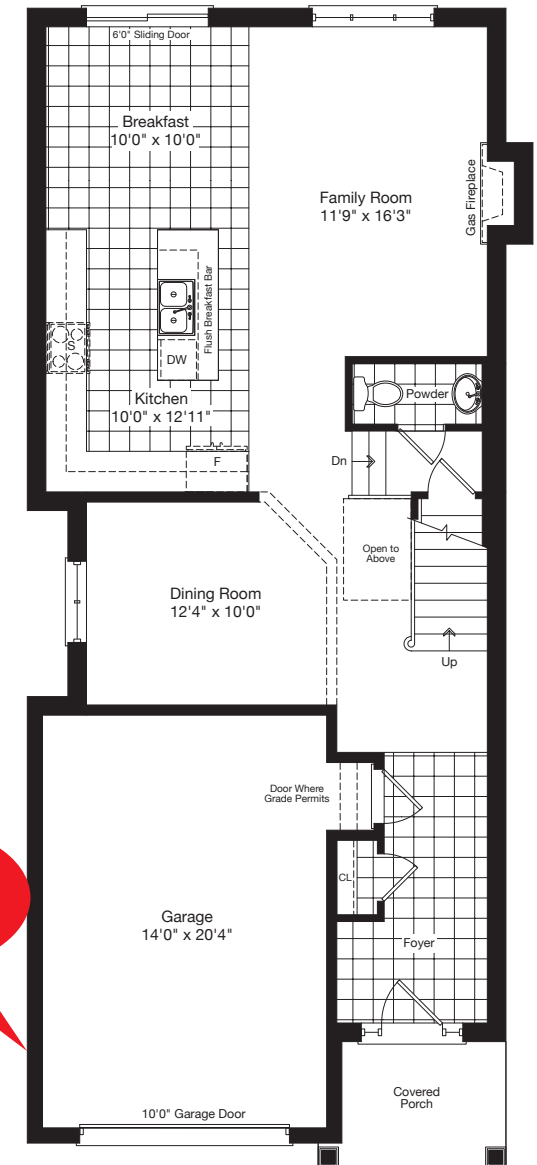 6'0" Sliding Door
Breakfast
10'0" x 10'0"
Family Room
11'9" x 16'3"
Gas Fireplace
Flush Breakfast Bar
S
DW
Kitchen
10'0" x 12'11"
F
Powder
Dn
Open to
Above
Dining Room
12'4" x 10'0"
Up
Door Where
Grade Permits
CL
Garage
14'0" x 20'4"
Foyer
10'0" Garage Door
Covered
Porch